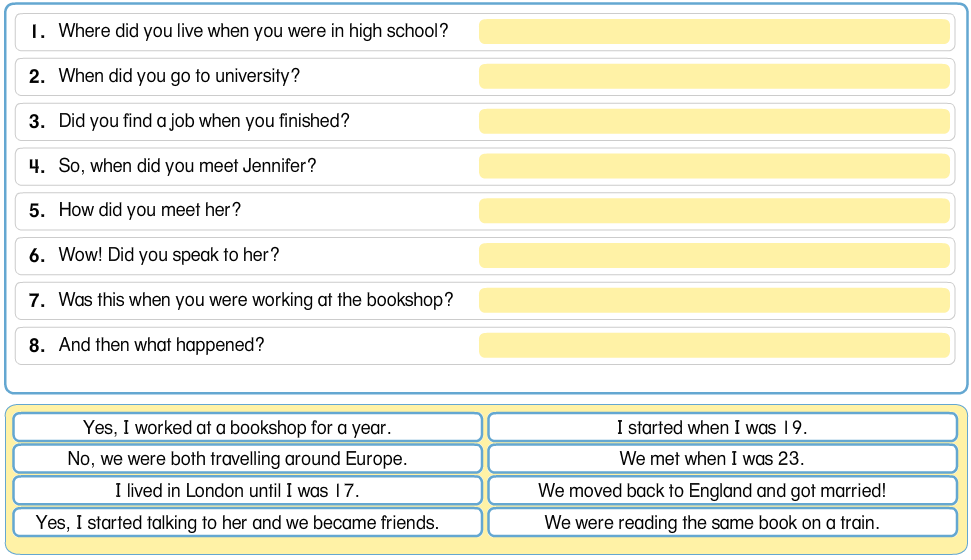 1. Where did you live when you were in high school?
2. When did you go to university?
3. Did you find a job when you finished?
4. So, when did you meet Jennifer?
5. How did you meet her?
6. Wow! Did you speak to her?
7. Was this when you were working at the bookshop?
8. And then what happened?
Yes, I worked at a bookshop for a year.
I started when I was 19.
No, we were both travelling around Europe.
We met when I was 23.
I lived in London until I was 17.
We moved back to England and got married!
Yes, I started talking to her and we became friends.
We were reading the same book on a train.